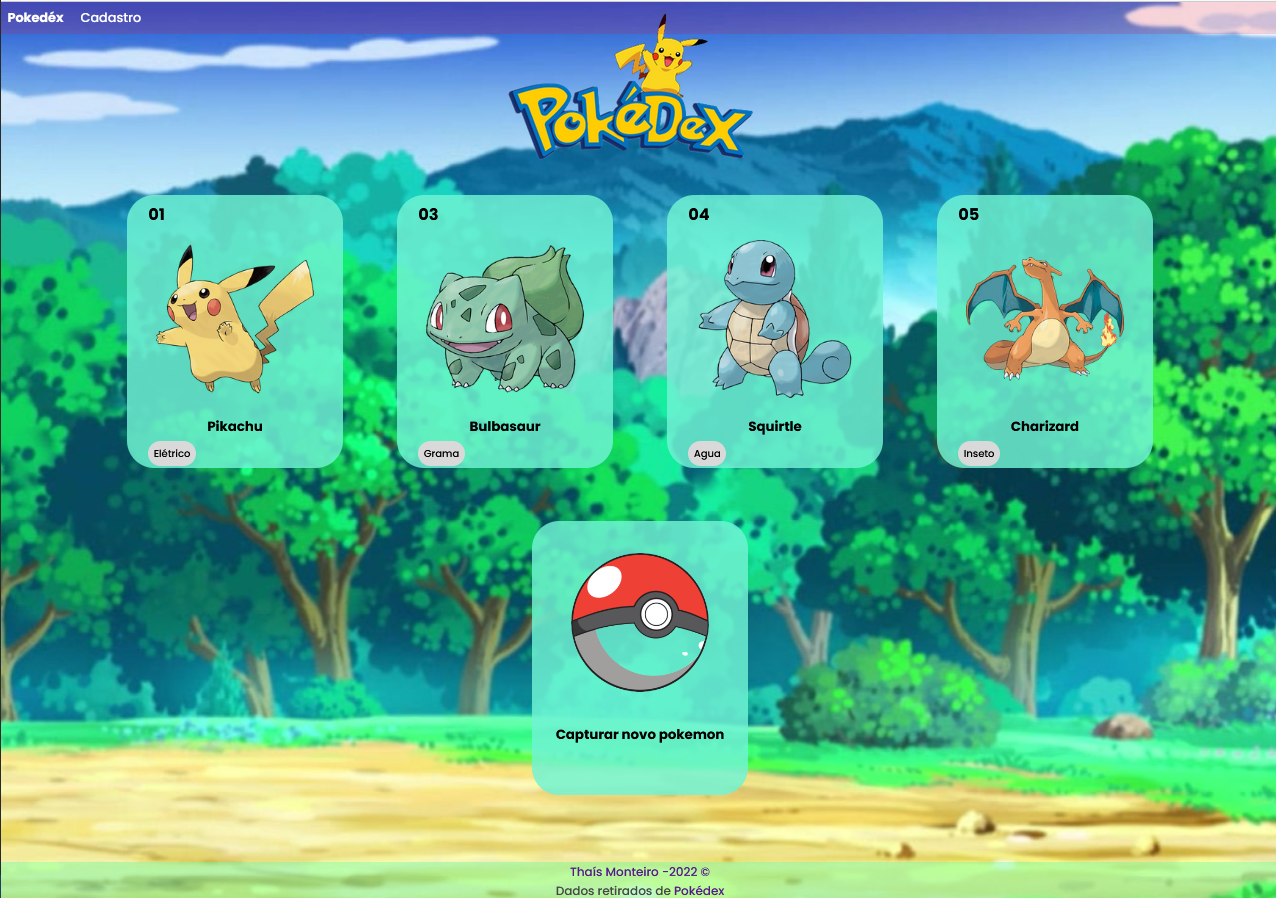 Pokedéx Cadastro
PokéDex
01
03
04
05
Pikachu
Bulbasaur
Squirtle
Charizard
Elétrico
Grama
Agua
Inseto
Capturar novo pokemon
Thaís Monteiro -2022 ©
Dados retirados de Pokédex